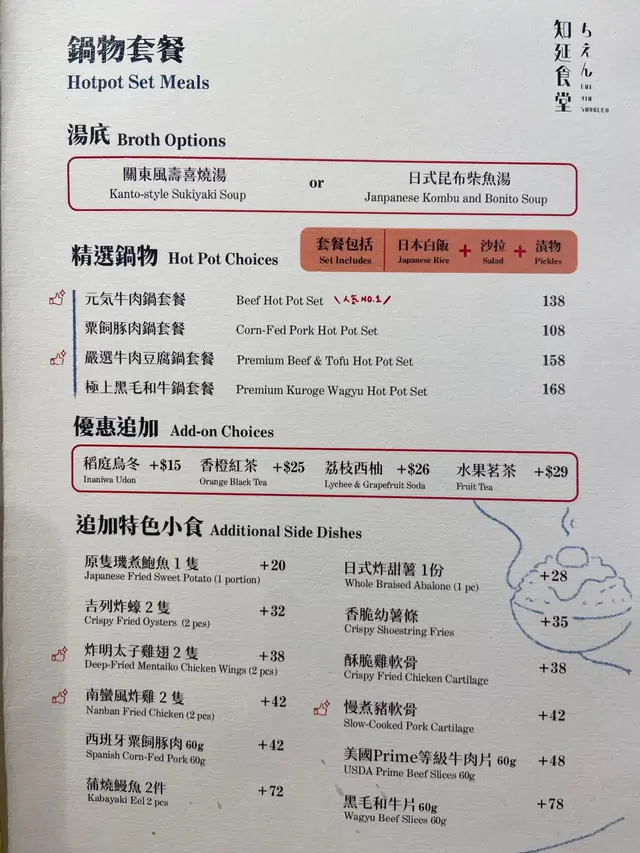 鍋物套餐
Hotpot Set Meals
知延食堂
ちえん
CHI
YIN
SHOKUDO
湯底 Broth Options
關東風壽喜燒湯
Kanto-style Sukiyaki Soup
or
日式昆布柴魚湯
Janpanese Kombu and Bonito Soup
精選鍋物 Hot Pot Choices
套餐包括
Set Includes
日本白飯 + 沙拉 + 漬物
Japanese Rice Salad Pickles
元気牛肉鍋套餐 Beef Hot Pot Set \人気 NO.1/ 138
粟飼豚肉鍋套餐 Corn-Fed Pork Hot Pot Set 108
嚴選牛肉豆腐鍋套餐 Premium Beef & Tofu Hot Pot Set 158
極上黑毛和牛鍋套餐 Premium Kuroge Wagyu Hot Pot Set 168
優惠追加 Add-on Choices
稻庭烏冬 +$15 香橙紅茶 +$25 荔枝西柚 +$26 水果茗茶 +$29
Inaniwa Udon Orange Black Tea Lychee & Grapefruit Soda Fruit Tea
追加特色小食 Additional Side Dishes
原隻璣煮鮑魚 1 隻 +20
Japanese Fried Sweet Potato (1 portion)
吉列炸蠔 2 隻 +32
Crispy Fried Oysters (2 pcs)
炸明太子雞翅 2 隻 +38
Deep-Fried Mentaiko Chicken Wings (2 pcs)
南蠻風炸雞 2 隻 +42
Nanban Fried Chicken (2 pcs)
西班牙粟飼豚肉 60g +42
Spanish Corn-Fed Pork 60g
蒲燒鰻魚 2件 +72
Kabayaki Eel 2 pcs
日式炸甜薯 1份 +28
Whole Braised Abalone (1 pc)
香脆幼薯條 +35
Crispy Shoestring Fries
酥脆雞軟骨 +38
Crispy Fried Chicken Cartilage
慢煮豬軟骨 +42
Slow-Cooked Pork Cartilage
美國Prime等級牛肉片 60g +48
USDA Prime Beef Slices 60g
黑毛和牛片 60g +78
Wagyu Beef Slices 60g